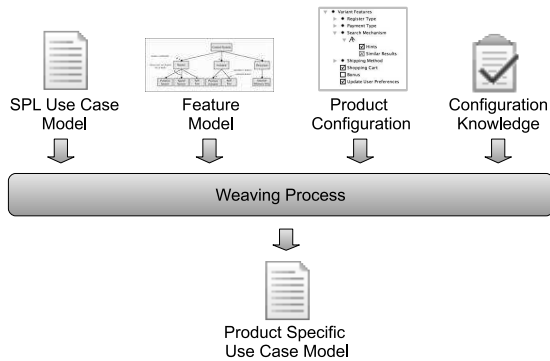 Variant Features
Register Type
Payment Type
Search Mechanism
Hints
Similar Results
Shipping Method
Shopping Cart
Bonus
Update User Preferences
SPL Use Case
Model
Feature
Model
Product
Configuration
Configuration
Knowledge
Weaving Process
Product Specific
Use Case Model